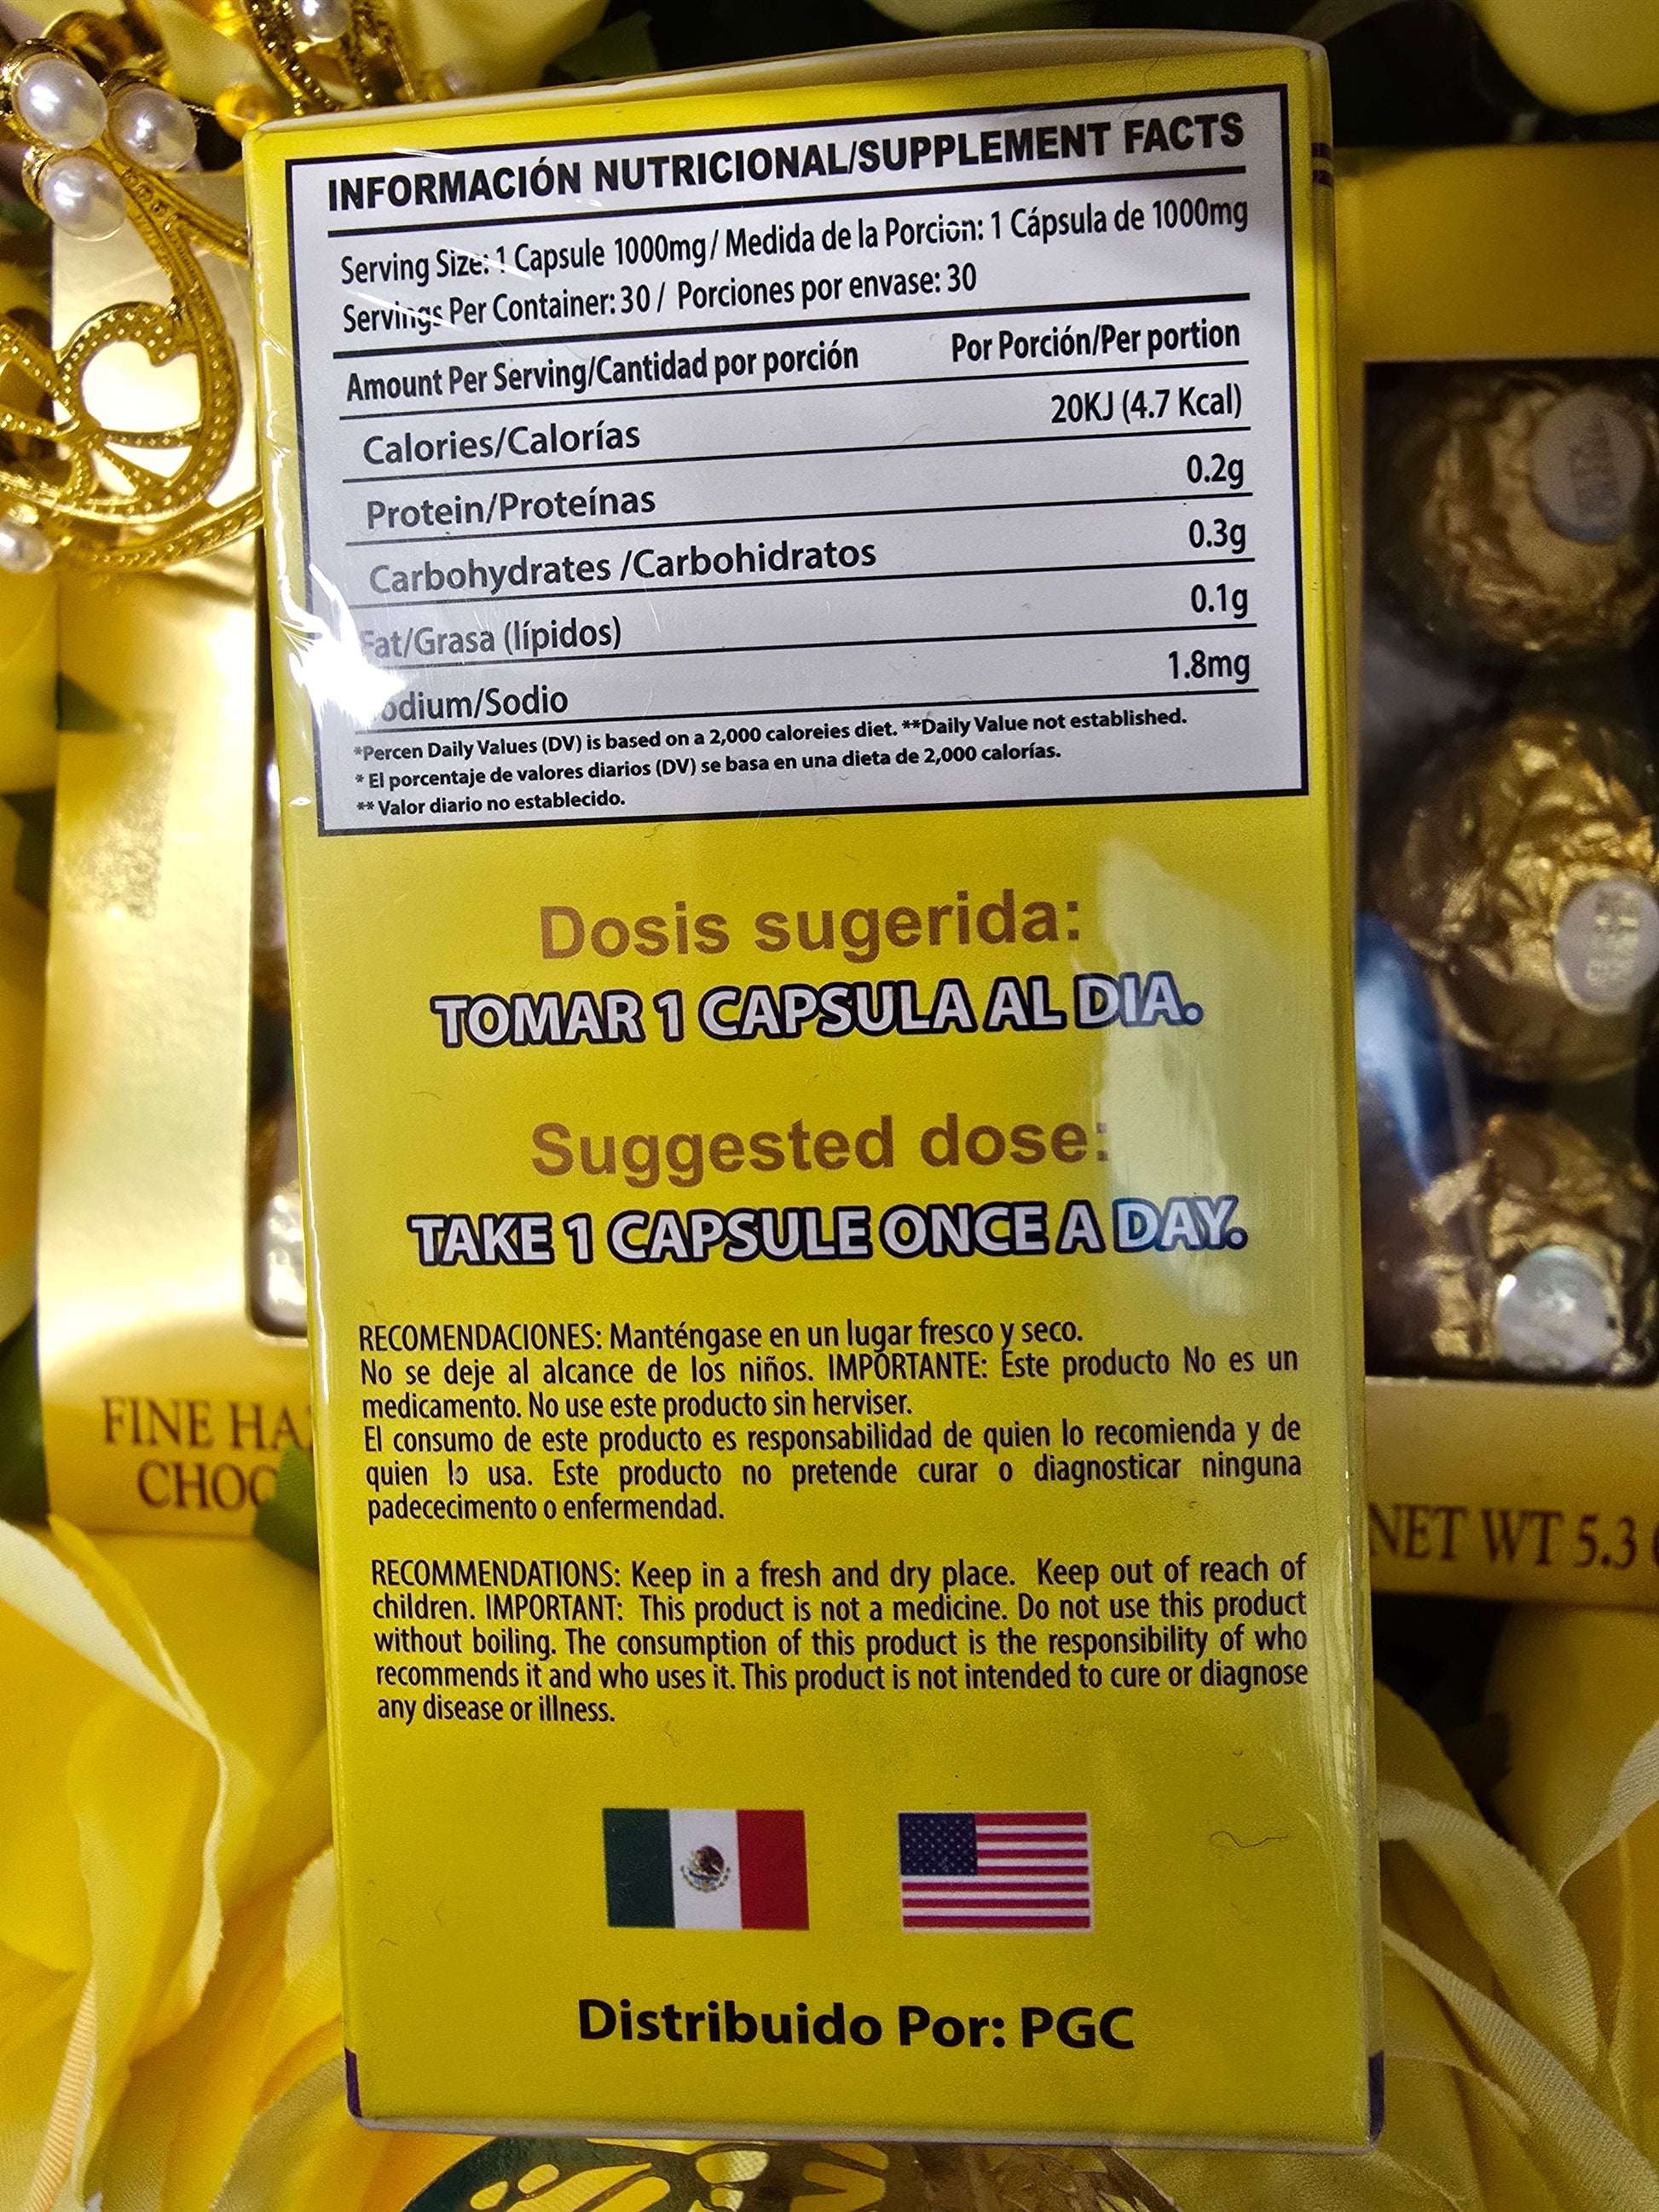 INFORMACIÓN NUTRICIONAL/SUPPLEMENT FACTS
Serving Size: 1 Capsule 1000mg/ Medida de la Porcion: 1 Cápsula de 1000mg
Servings Per Container: 30 / Porciones por envase: 30
Amount Per Serving/Cantidad por porción Por Porción/Per portion
Calories/Calorías 20KJ (4.7 Kcal)
Protein/Proteínas 0.2g
Carbohydrates /Carbohidratos 0.3g
Fat/Grasa (lípidos) 0.1g
odium/Sodio 1.8mg
*Percen Daily Values (DV) is based on a 2,000 caloreies diet. **Daily Value not established.
* El porcentaje de valores diarios (DV) se basa en una dieta de 2,000 calorías.
** Valor diario no establecido.
Dosis sugerida:
TOMAR 1 CAPSULA AL DIA.
Suggested dose:
TAKE 1 CAPSULE ONCE A DAY.
RECOMENDACIONES: Manténgase en un lugar fresco y seco.
No se deje al alcance de los niños. IMPORTANTE: Este producto No es un
medicamento. No use este producto sin herviser.
El consumo de este producto es responsabilidad de quien lo recomienda y de
quien lo usa. Este producto no pretende curar o diagnosticar ninguna
padececimento o enfermendad.
RECOMMENDATIONS: Keep in a fresh and dry place. Keep out of reach of
children. IMPORTANT: This product is not a medicine. Do not use this product
without boiling. The consumption of this product is the responsibility of who
recommends it and who uses it. This product is not intended to cure or diagnose
any disease or illness.
Distribuido Por: PGC
FINE HA
CHOC
NET WT 5.3